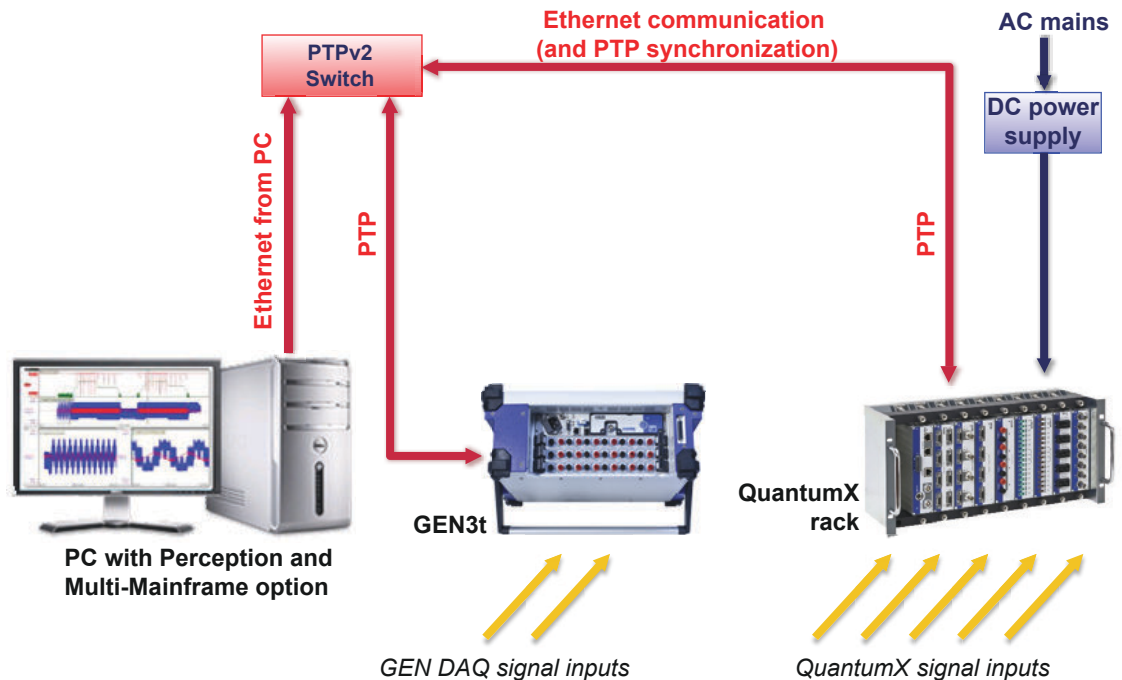 Ethernet communication
(and PTP synchronization)
AC mains
PTPv2
Switch
DC power
supply
Ethernet from PC
PTP
PTP
GEN3t
QuantumX
rack
PC with Perception and
Multi-Mainframe option
GEN DAQ signal inputs
QuantumX signal inputs